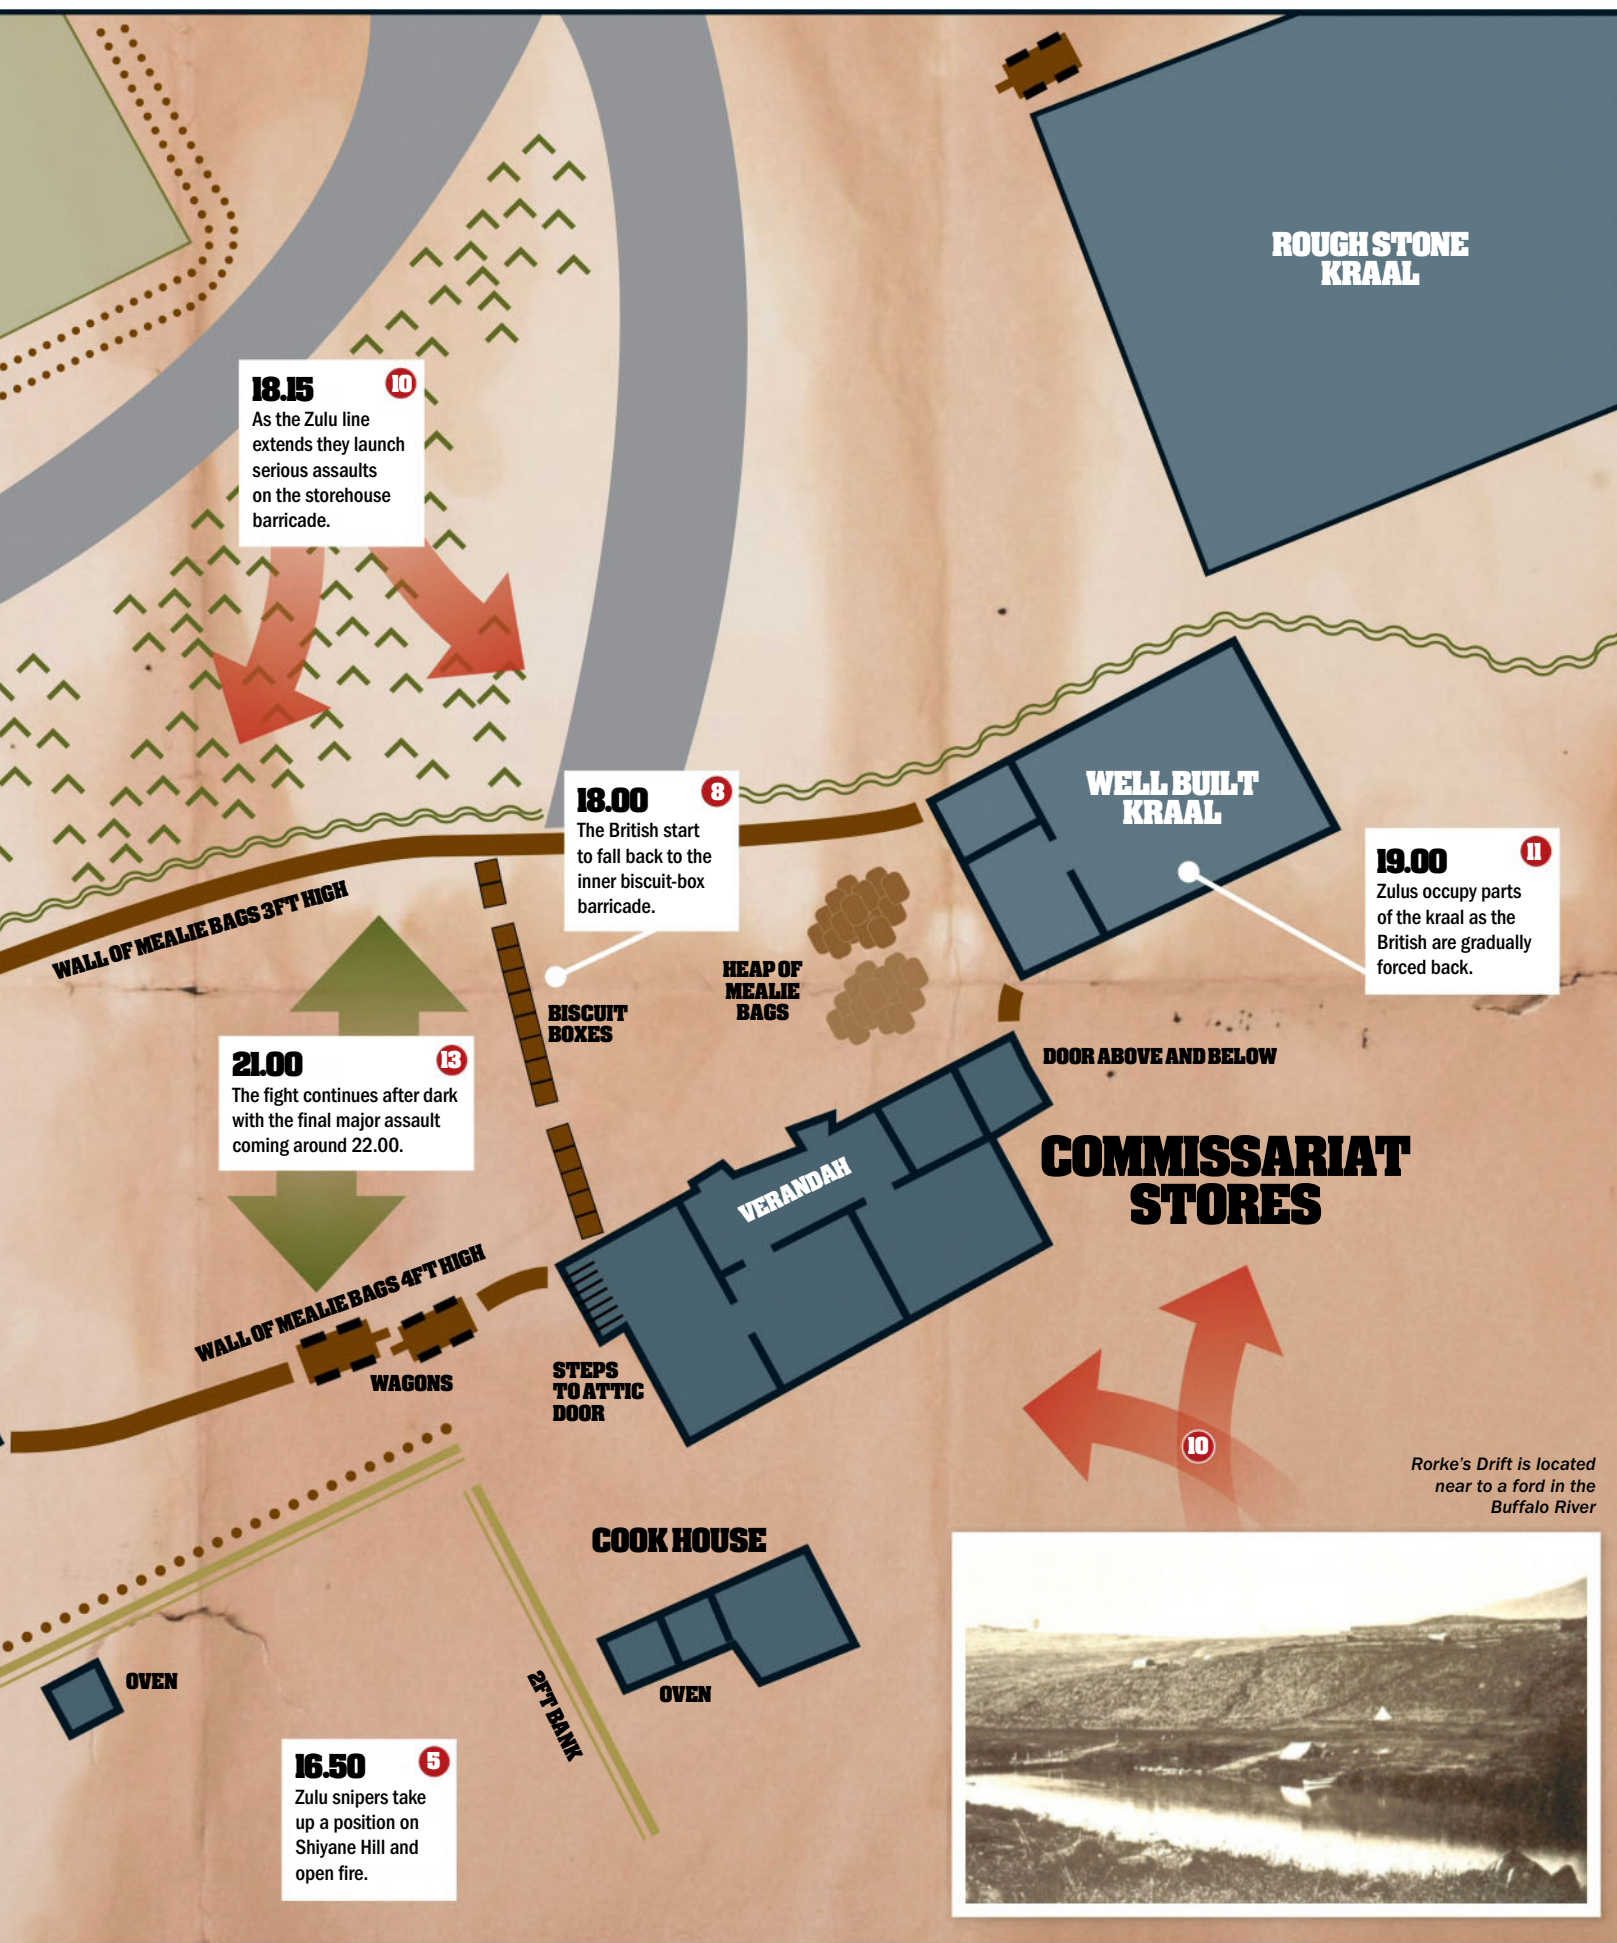 ROUGH STONE
KRAAL
18.15
10
As the Zulu line
extends they launch
serious assaults
on the storehouse
barricade.
18.00
8
The British start
to fall back to the
inner biscuit-box
barricade.
WELL BUILT
KRAAL
19.00
11
Zulus occupy parts
of the kraal as the
British are gradually
forced back.
WALL OF MEALIE BAGS 3FT HIGH
HEAP OF
MEALIE
BAGS
BISCUIT
BOXES
21.00
13
The fight continues after dark
with the final major assault
coming around 22.00.
DOOR ABOVE AND BELOW
COMMISSARIAT
STORES
VERANDAH
WALL OF MEALIE BAGS 4FT HIGH
WAGONS
STEPS
TO ATTIC
DOOR
10
Rorke's Drift is located
near to a ford in the
Buffalo River
COOK HOUSE
OVEN
OVEN
2FT BANK
16.50
5
Zulu snipers take
up a position on
Shiyane Hill and
open fire.